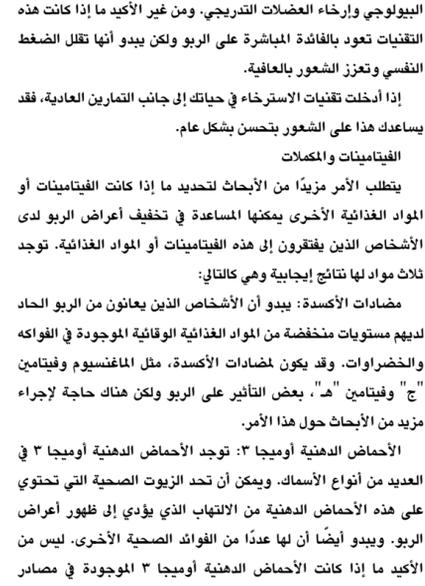 البيولوجي وإرخاء العضلات التدريجي. ومن غير الأكيد ما إذا كانت هذه
التقنيات تعود بالفائدة المباشرة على الربو ولكن يبدو أنها تقلل الضغط
النفسي وتعزز الشعور بالعافية.
إذا أدخلت تقنيات الاسترخاء في حياتك إلى جانب التمارين العادية، فقد
يساعدك هذا على الشعور بتحسن بشكل عام.
الفيتامينات والمكملات
يتطلب الأمر مزيدًا من الأبحاث لتحديد ما إذا كانت الفيتامينات أو
المواد الغذائية الأخرى يمكنها المساعدة في تخفيف أعراض الربو لدى
الأشخاص الذين يفتقرون إلى هذه الفيتامينات أو المواد الغذائية. توجد
ثلاث مواد لها نتائج إيجابية وهي كالتالي:
مضادات الأكسدة: يبدو أن الأشخاص الذين يعانون من الربو الحاد
لديهم مستويات منخفضة من المواد الغذائية الوقائية الموجودة في الفواكه
والخضراوات. وقد يكون لمضادات الأكسدة، مثل الماغنسيوم وفيتامين
"ج" وفيتامين "هـ"، بعض التأثير على الربو ولكن هناك حاجة لإجراء
مزيد من الأبحاث حول هذا الأمر.
الأحماض الدهنية أوميجا ٣: توجد الأحماض الدهنية أوميجا ٣ في
العديد من أنواع الأسماك. ويمكن أن تحد الزيوت الصحية التي تحتوي
على هذه الأحماض الدهنية من الالتهاب الذي يؤدي إلى ظهور أعراض
الربو. ويبدو أيضًا أن لها عددًا من الفوائد الصحية الأخرى. ليس من
الأكيد ما إذا كانت الأحماض الدهنية أوميجا ٣ الموجودة في مصادر